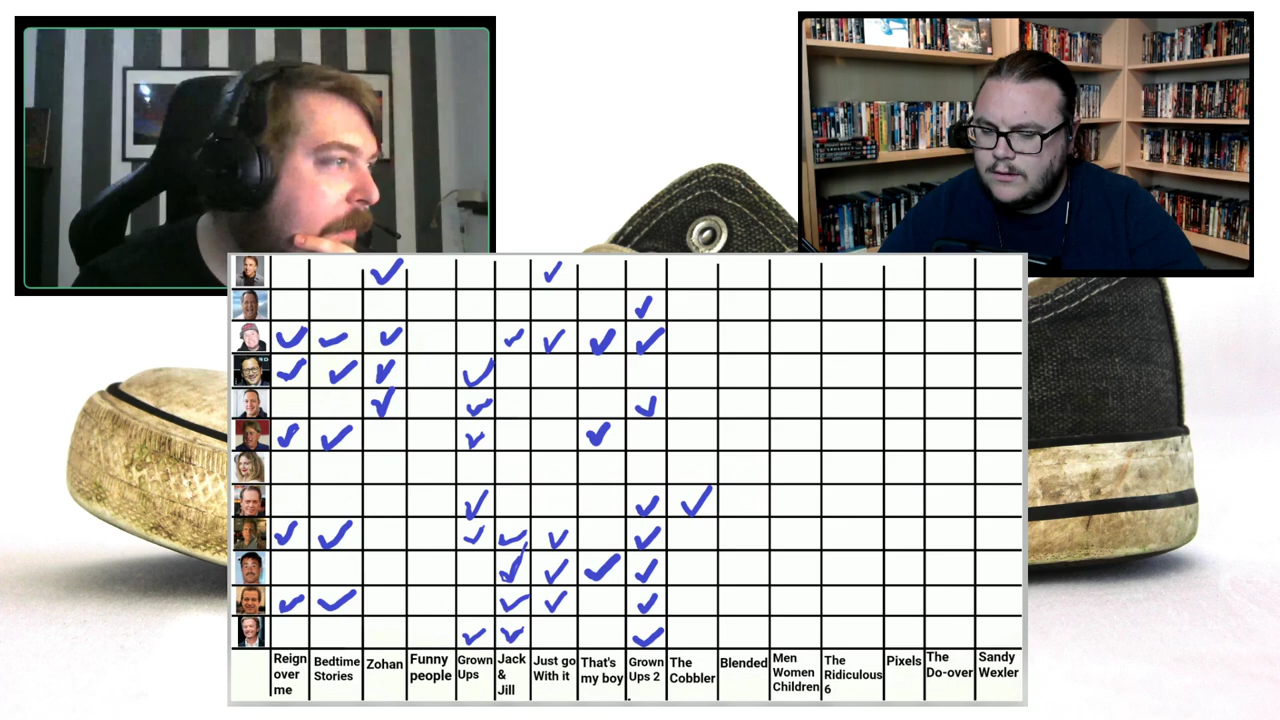 Reign over me
Bedtime Stories
Zohan
Funny people
Grown Ups
Jack & Jill
Just go With it
That's my boy
Grown Ups 2
The Cobbler
Blended
Men Women Children
The Ridiculous 6
Pixels
The Do-over
Sandy Wexler